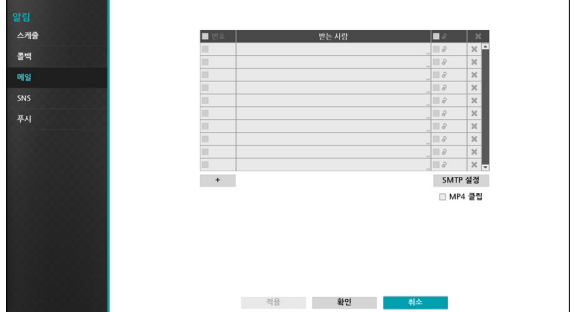 알림
스케줄
콜백
메일
SNS
푸시
번호 받는 사람
+ SMTP 설정
MP4 클립
적용 확인 취소